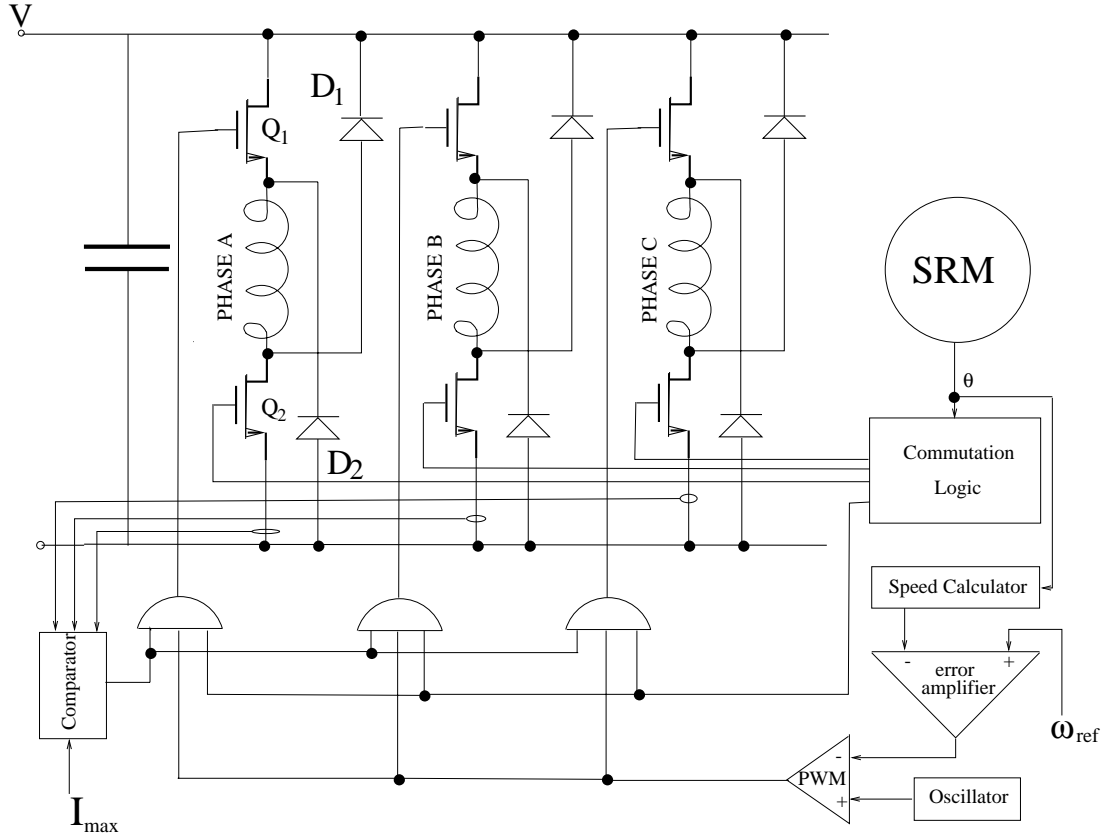 V
D1
Q1
PHASE A
PHASE B
PHASE C
SRM
θ
Q2
D2
Commutation
Logic
Speed Calculator
Comparator
- +
error
amplifier
ωref
-
PWM
+
Oscillator
Imax